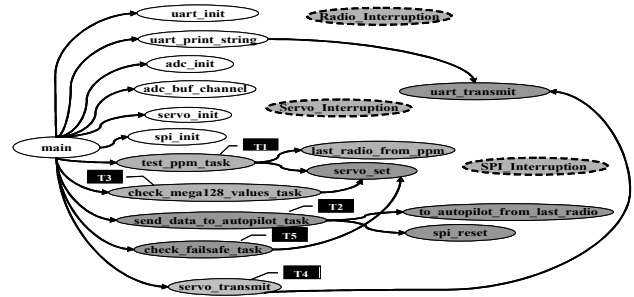 uart_init
Radio_Interruption
uart_print_string
adc_init
adc_buf_channel
uart_transmit
Servo_Interruption
servo_init
spi_init
main
T1
last_radio_from_ppm
test_ppm_task
servo_set
SPI_Interruption
T3
check_mega128_values_task
T2
send_data_to_autopilot_task
to_autopilot_from_last_radio
T5
spi_reset
check_failsafe_task
T4
servo_transmit